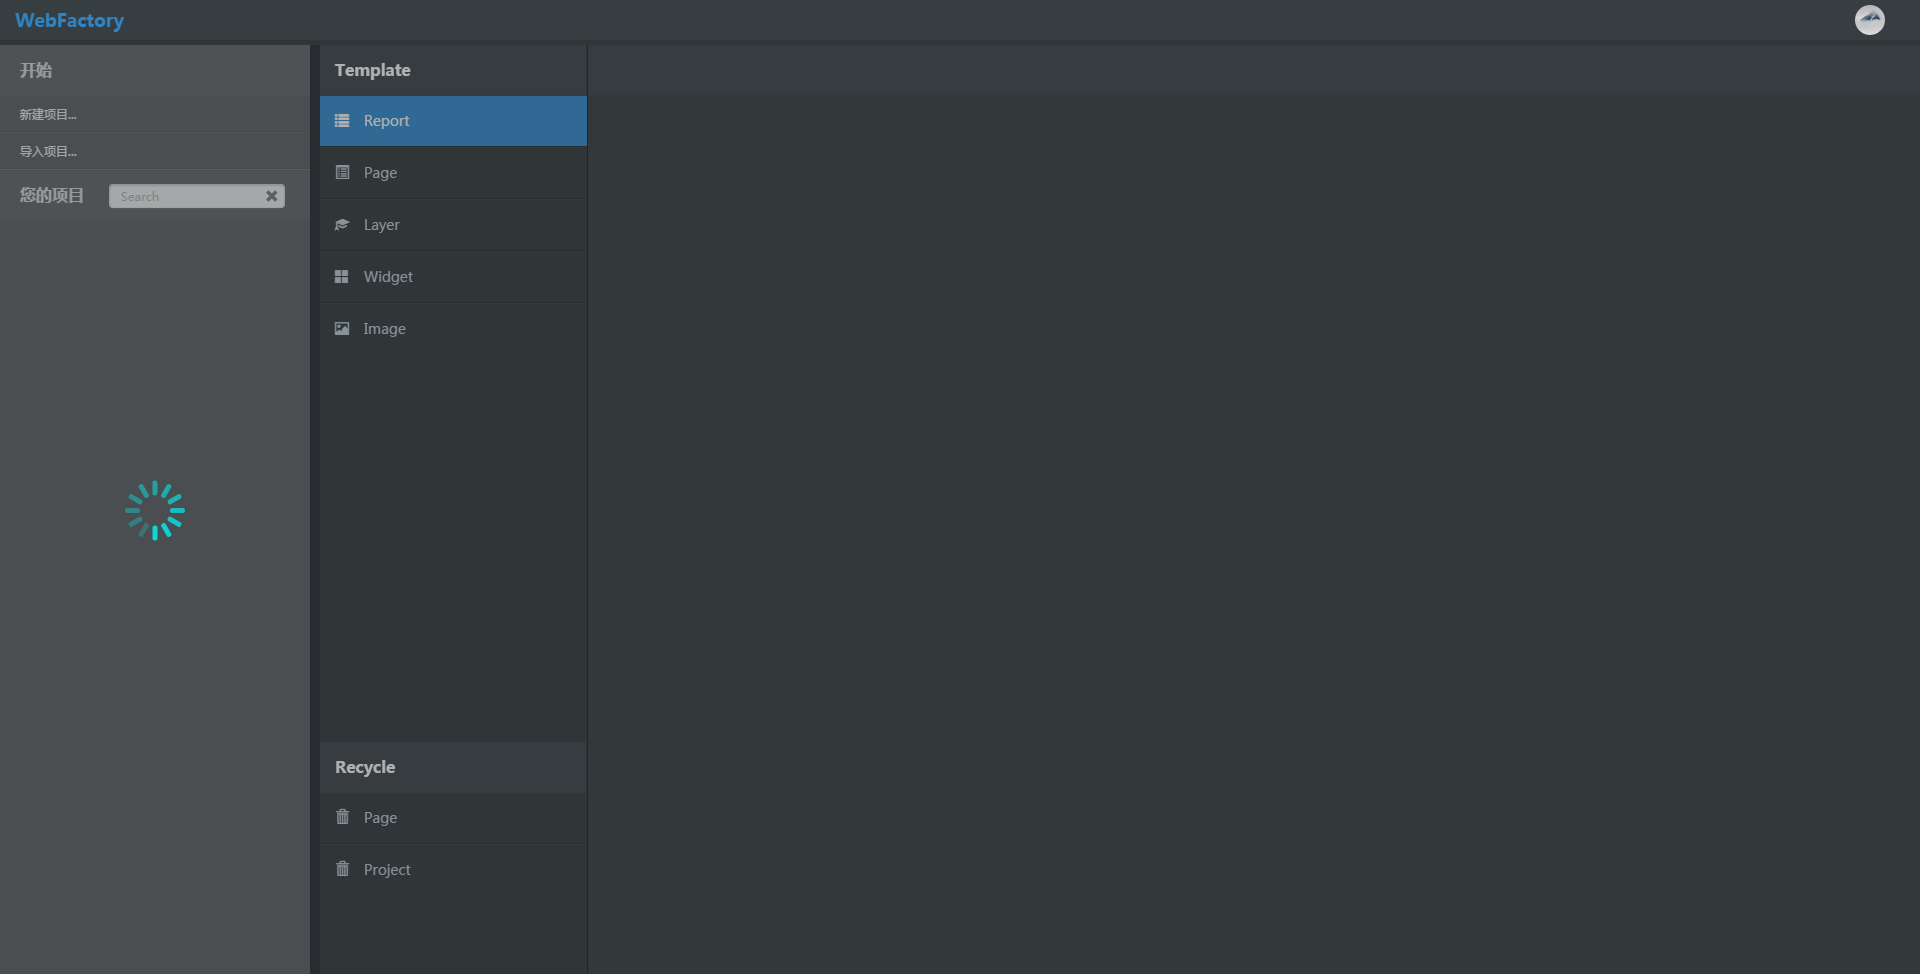 WebFactory
开始
新建项目...
导入项目...
您的项目
Search
Template
Report
Page
Layer
Widget
Image
Recycle
Page
Project